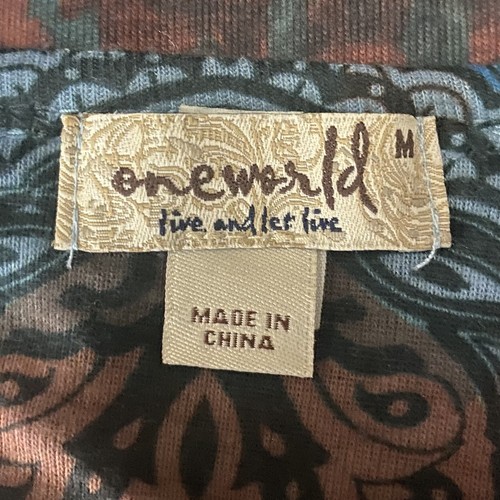 oneworld
M
live and let live
MADE IN
CHINA